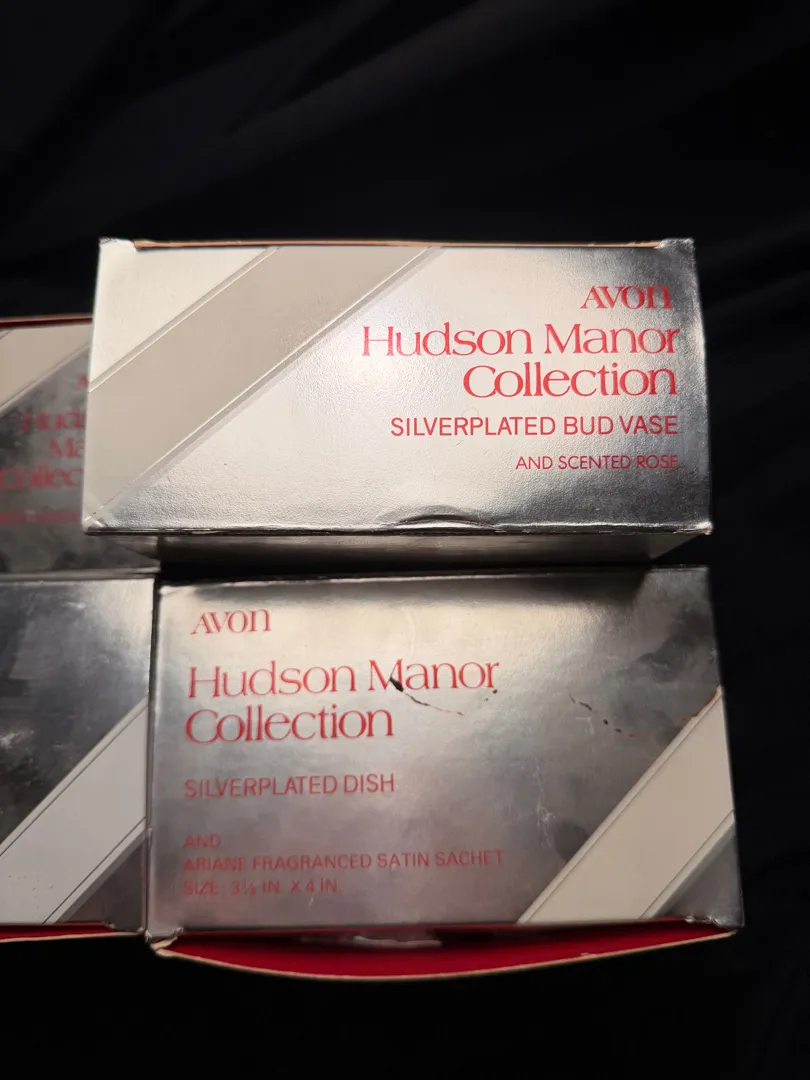 AVON
Hudson Manor
Collection
SILVERPLATED BUD VASE
AND SCENTED ROSE
AVON
Hudson Manor
Collection
SILVERPLATED DISH
AND
ARIANE FRAGRANCED SATIN SACHET
SIZE: 3¼ IN. X 4 IN.